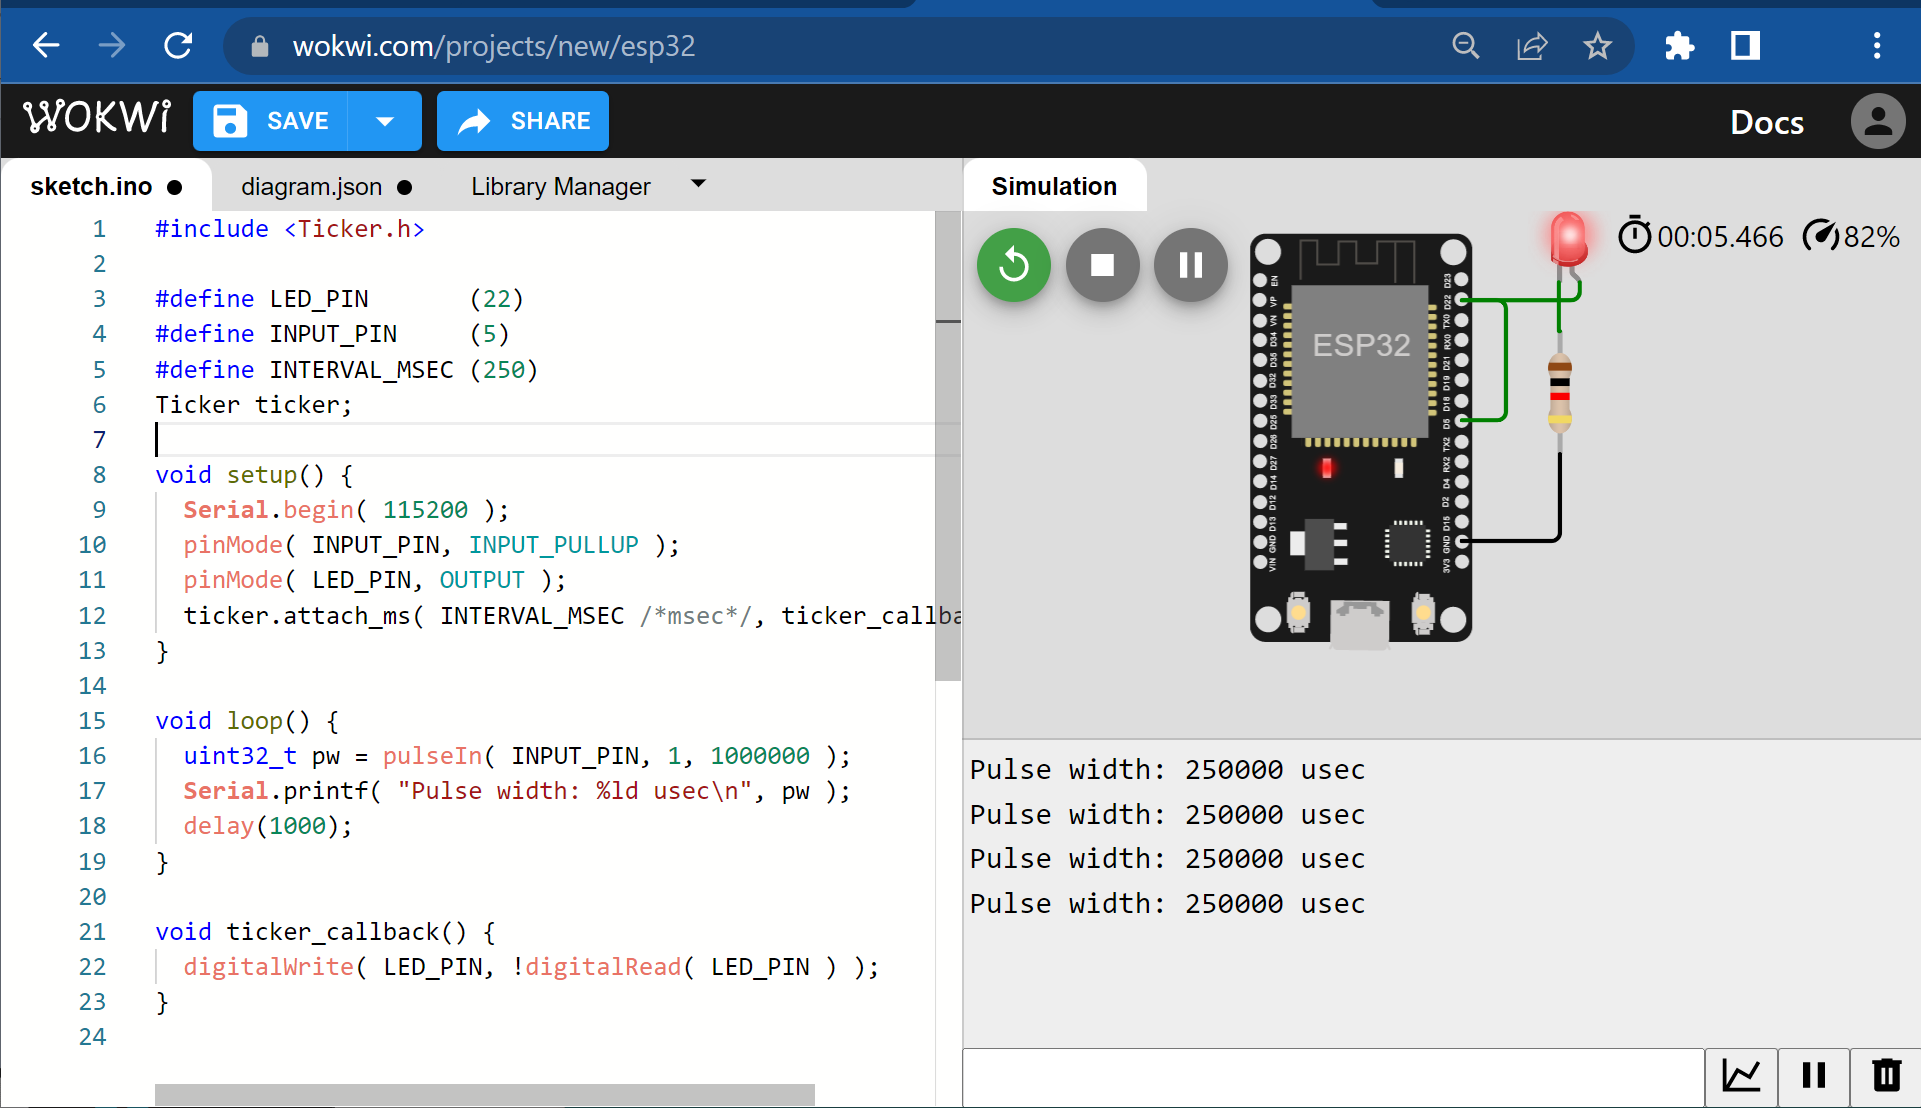 wokwi.com/projects/new/esp32
WOKWi
SAVE
SHARE
Docs
sketch.ino ●
diagram.json ●
Library Manager
1 #include <Ticker.h>
2
3 #define LED_PIN       (22)
4 #define INPUT_PIN     (5)
5 #define INTERVAL_MSEC (250)
6 Ticker ticker;
7
8 void setup() {
9   Serial.begin( 115200 );
10   pinMode( INPUT_PIN, INPUT_PULLUP );
11   pinMode( LED_PIN, OUTPUT );
12   ticker.attach_ms( INTERVAL_MSEC /*msec*/, ticker_callba
13 }
14
15 void loop() {
16   uint32_t pw = pulseIn( INPUT_PIN, 1, 1000000 );
17   Serial.printf( "Pulse width: %ld usec\n", pw );
18   delay(1000);
19 }
20
21 void ticker_callback() {
22   digitalWrite( LED_PIN, !digitalRead( LED_PIN ) );
23 }
24
Simulation
00:05.466
82%
ESP32
EN
VP
VN
D34
D35
D32
D33
D25
D26
D27
D14
D12
D13
GND
VIN
D23
D22
TX0
RX0
D21
D19
D18
D5
TX2
RX2
D4
D2
D15
GND
3V3
Pulse width: 250000 usec
Pulse width: 250000 usec
Pulse width: 250000 usec
Pulse width: 250000 usec